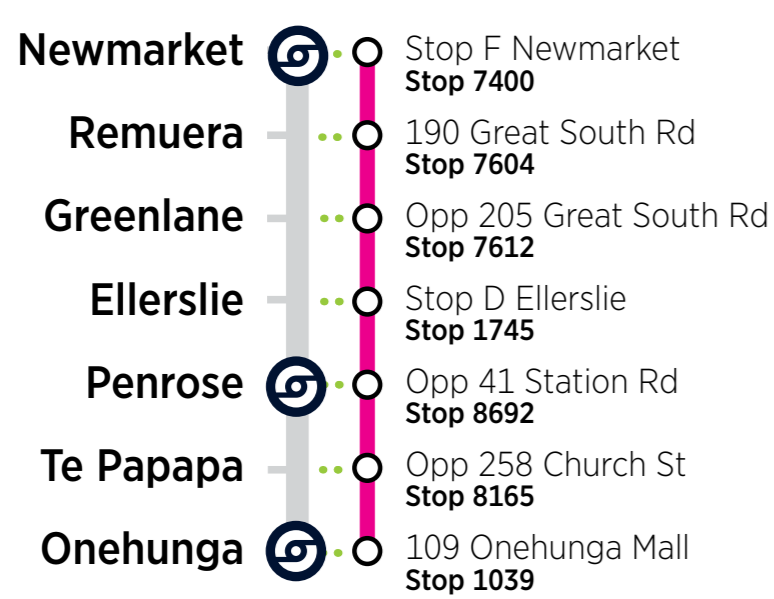 Newmarket
Stop F Newmarket
Stop 7400
Remuera
190 Great South Rd
Stop 7604
Greenlane
Opp 205 Great South Rd
Stop 7612
Ellerslie
Stop D Ellerslie
Stop 1745
Penrose
Opp 41 Station Rd
Stop 8692
Te Papapa
Opp 258 Church St
Stop 8165
Onehunga
109 Onehunga Mall
Stop 1039